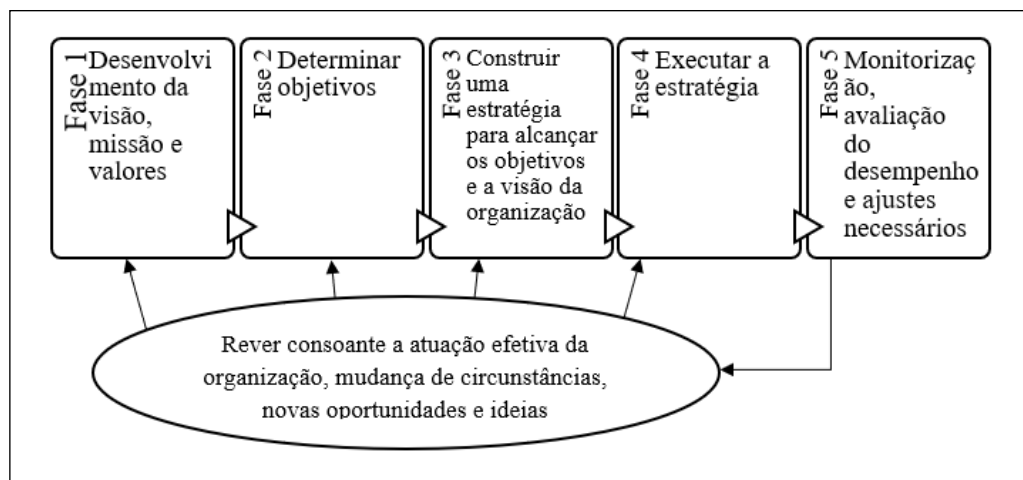 Fase 1
Desenvolvi
mento da
visão,
missão e
valores
Fase 2
Determinar
objetivos
Fase 3
Construir
uma
estratégia
para alcançar
os objetivos
e a visão da
organização
Fase 4
Executar a
estratégia
Fase 5
Monitorizaç
ão,
avaliação
do
desempenho
e ajustes
necessários
Rever consoante a atuação efetiva da
organização, mudança de circunstâncias,
novas oportunidades e ideias